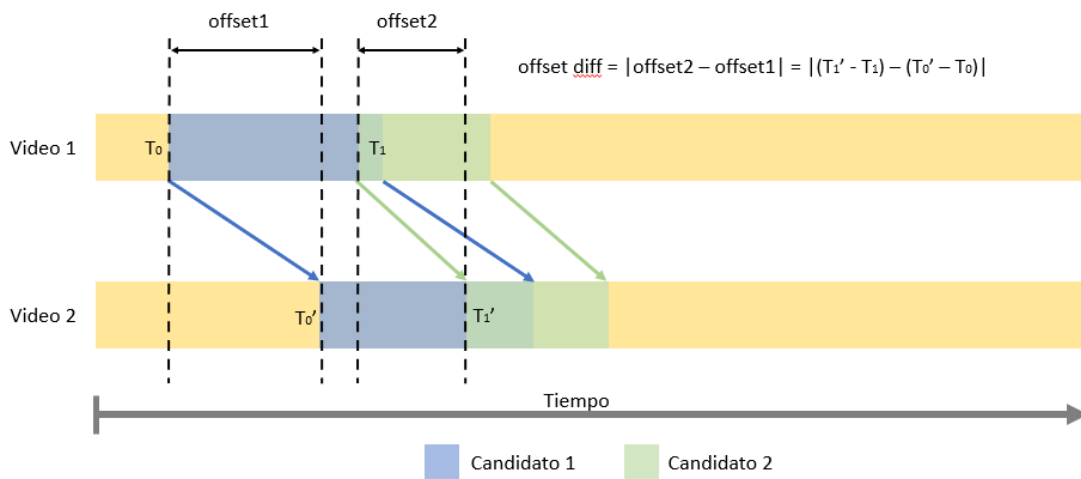 offset1
offset2
offset diff = |offset2 – offset1| = |(T₁’ - T₁) – (T₀’ – T₀)|
Video 1
T₀
T₁
Video 2
T₀’
T₁’
Tiempo
Candidato 1
Candidato 2